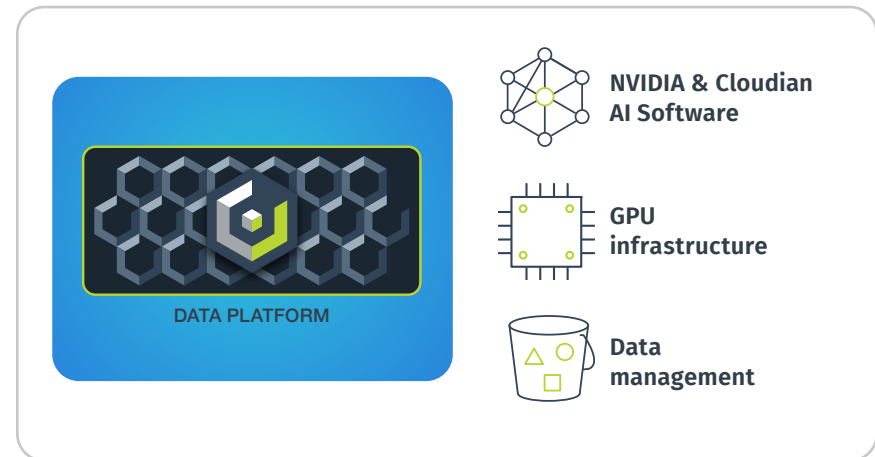 DATA PLATFORM
NVIDIA & Cloudian
AI Software
GPU
infrastructure
Data
management